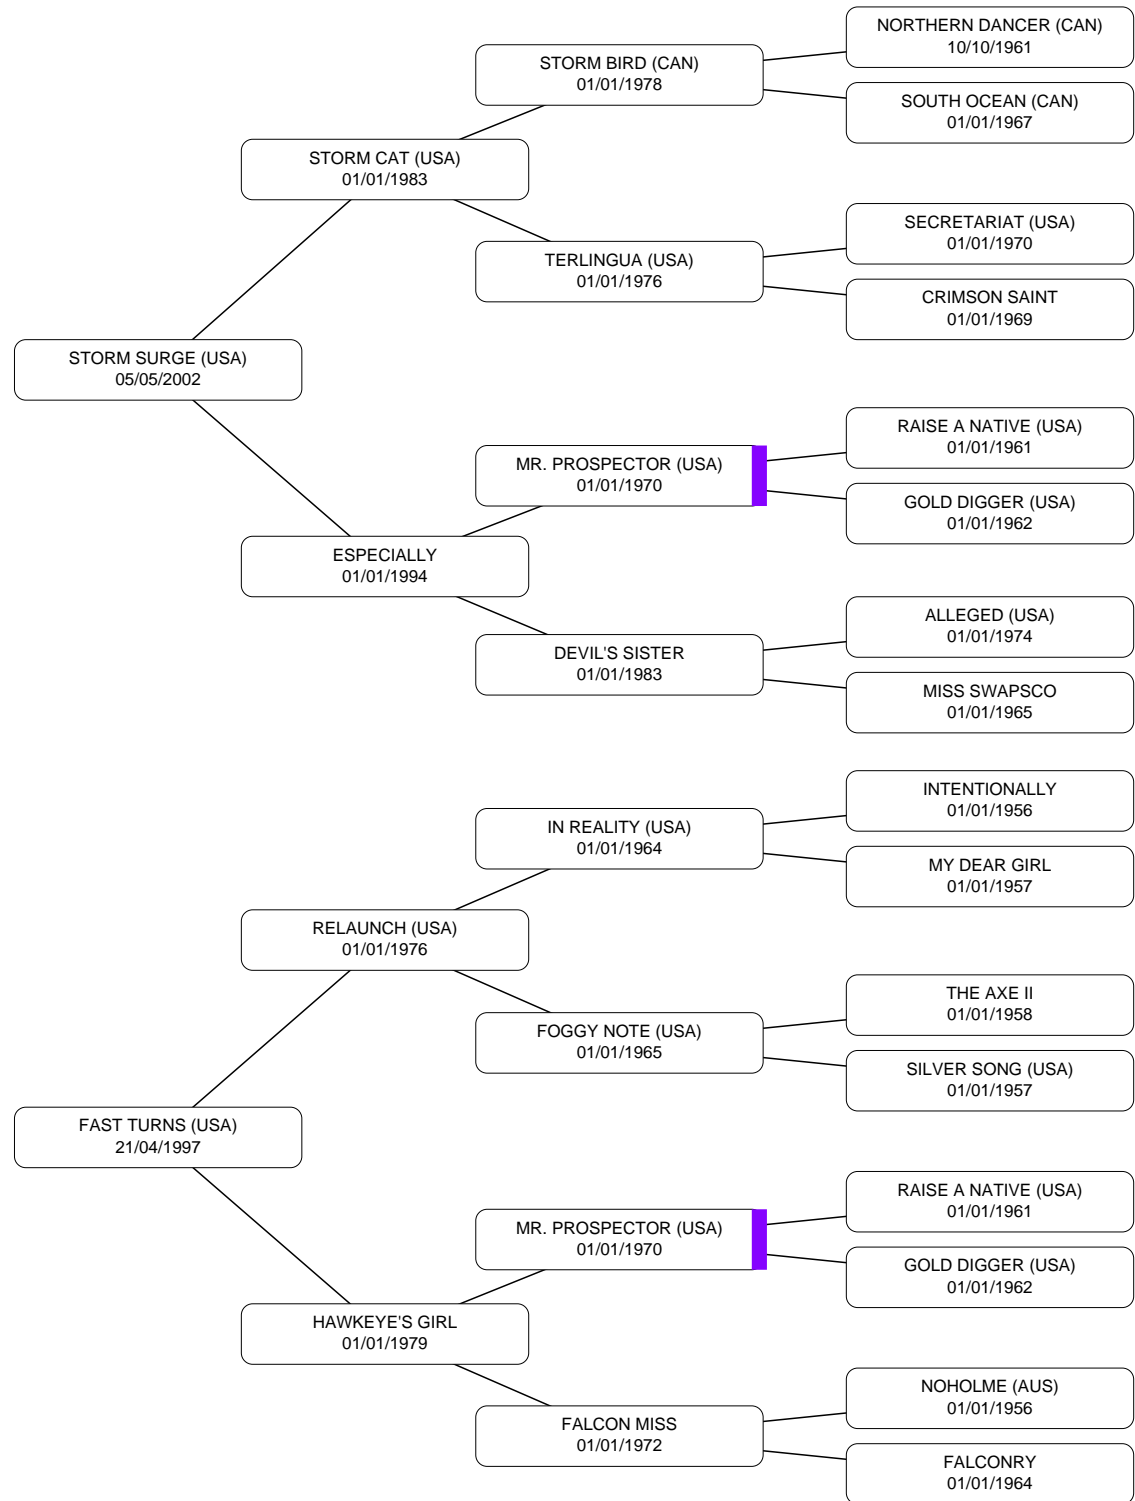 NORTHERN DANCER (CAN)
10/10/1961
STORM BIRD (CAN)
01/01/1978
SOUTH OCEAN (CAN)
01/01/1967
STORM CAT (USA)
01/01/1983
SECRETARIAT (USA)
01/01/1970
TERLINGUA (USA)
01/01/1976
CRIMSON SAINT
01/01/1969
STORM SURGE (USA)
05/05/2002
RAISE A NATIVE (USA)
01/01/1961
MR. PROSPECTOR (USA)
01/01/1970
GOLD DIGGER (USA)
01/01/1962
ESPECIALLY
01/01/1994
ALLEGED (USA)
01/01/1974
DEVIL'S SISTER
01/01/1983
MISS SWAPSCO
01/01/1965
INTENTIONALLY
01/01/1956
IN REALITY (USA)
01/01/1964
MY DEAR GIRL
01/01/1957
RELAUNCH (USA)
01/01/1976
THE AXE II
01/01/1958
FOGGY NOTE (USA)
01/01/1965
SILVER SONG (USA)
01/01/1957
FAST TURNS (USA)
21/04/1997
RAISE A NATIVE (USA)
01/01/1961
MR. PROSPECTOR (USA)
01/01/1970
GOLD DIGGER (USA)
01/01/1962
HAWKEYE'S GIRL
01/01/1979
NOHOLME (AUS)
01/01/1956
FALCON MISS
01/01/1972
FALCONRY
01/01/1964